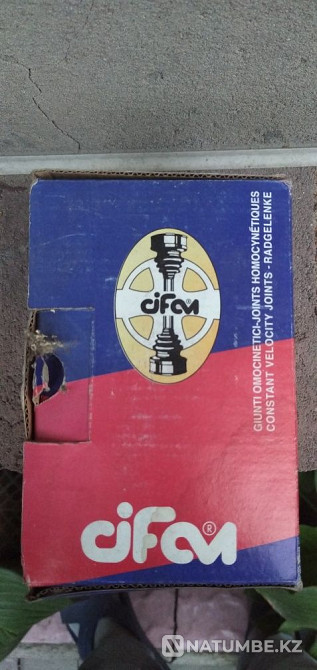 CIFAM
GIUNTI OMOCINETICI-JOINTS HOMOCYNÉTIQUES
CONSTANT VELOCITY JOINTS - RADGELENKE
CIFAM®
NATUMBE.KZ